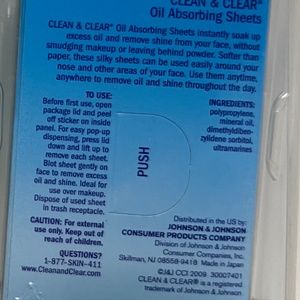 CLEAN & CLEAR®
Oil Absorbing Sheets
CLEAN & CLEAR® Oil Absorbing Sheets instantly soak up
excess oil and remove shine from your face, without
smudging makeup or leaving behind powder. Softer than
paper, these silky sheets can be used easily around your
nose and other areas of your face. Use them anytime,
anywhere to remove oil and shine throughout the day.
TO USE:
Before first use, open
package lid and peel
off sticker on inside
panel. For easy pop-up
dispensing, press lid
down and lift up to
remove each sheet.
Blot sheet gently on
face to remove excess
oil and shine. Ideal for
use over makeup.
Dispose of used sheet
in trash receptacle.
CAUTION: For external
use only. Keep out of
reach of children.
QUESTIONS?
1-877-SKIN-411
www.CleanandClear.com
PUSH
INGREDIENTS:
polypropylene,
mineral oil,
dimethyldiben-
zylidene sorbitol,
ultramarines
Distributed in the US by:
JOHNSON & JOHNSON
CONSUMER PRODUCTS COMPANY
Division of Johnson & Johnson
Consumer Companies, Inc.
Skillman, NJ 08558-9418 Made in Japan
©J&J CCI 2009 30027401
CLEAN & CLEAR® is a registered
trademark of Johnson & Johnson